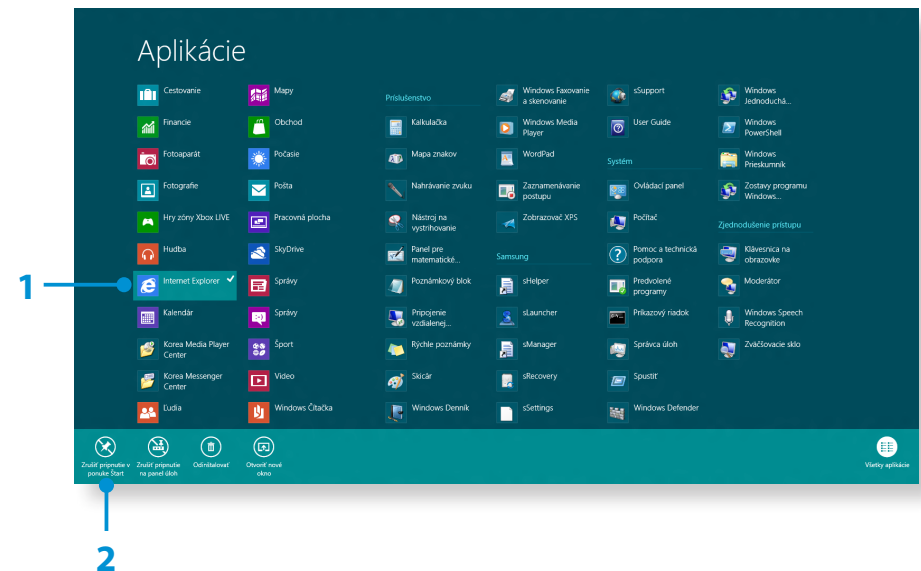 Aplikácie
Cestovanie
Financie
Fotoaparát
Fotografie
Hry zóny Xbox LIVE
Hudba
Internet Explorer
Kalendár
Korea Media Player
Center
Korea Messenger
Center
Ľudia
Mapy
Obchod
Počasie
Pošta
Pracovná plocha
SkyDrive
Správy
Správy
Šport
Video
Windows Čítačka
Príslušenstvo
Kalkulačka
Mapa znakov
Nahrávanie zvuku
Nástroj na
vystrihovanie
Panel pre
matematické...
Poznámkový blok
Pripojenie
vzdialenej...
Rýchle poznámky
Skicár
Windows Denník
Windows Faxovanie
a skenovanie
Windows Media
Player
WordPad
Zaznamenávanie
postupu
Zobrazovač XPS
Samsung
sHelper
sLauncher
sManager
sRecovery
sSettings
sSupport
User Guide
Systém
Ovládací panel
Počítač
Pomoc a technická
podpora
Predvolené
programy
Príkazový riadok
Správca úloh
Spustiť
Windows Defender
Windows
Jednoduchá...
Windows
PowerShell
Windows
Prieskumník
Zostavy programu
Windows...
Zjednodušenie prístupu
Klávesnica na
obrazovke
Moderátor
Windows Speech
Recognition
Zväčšovacie sklo
1
Zrušiť pripnutie v
ponuke Štart
Zrušiť pripnutie
na panel úloh
Odinštalovať
Otvoriť nové
okno
Všetky aplikácie
2